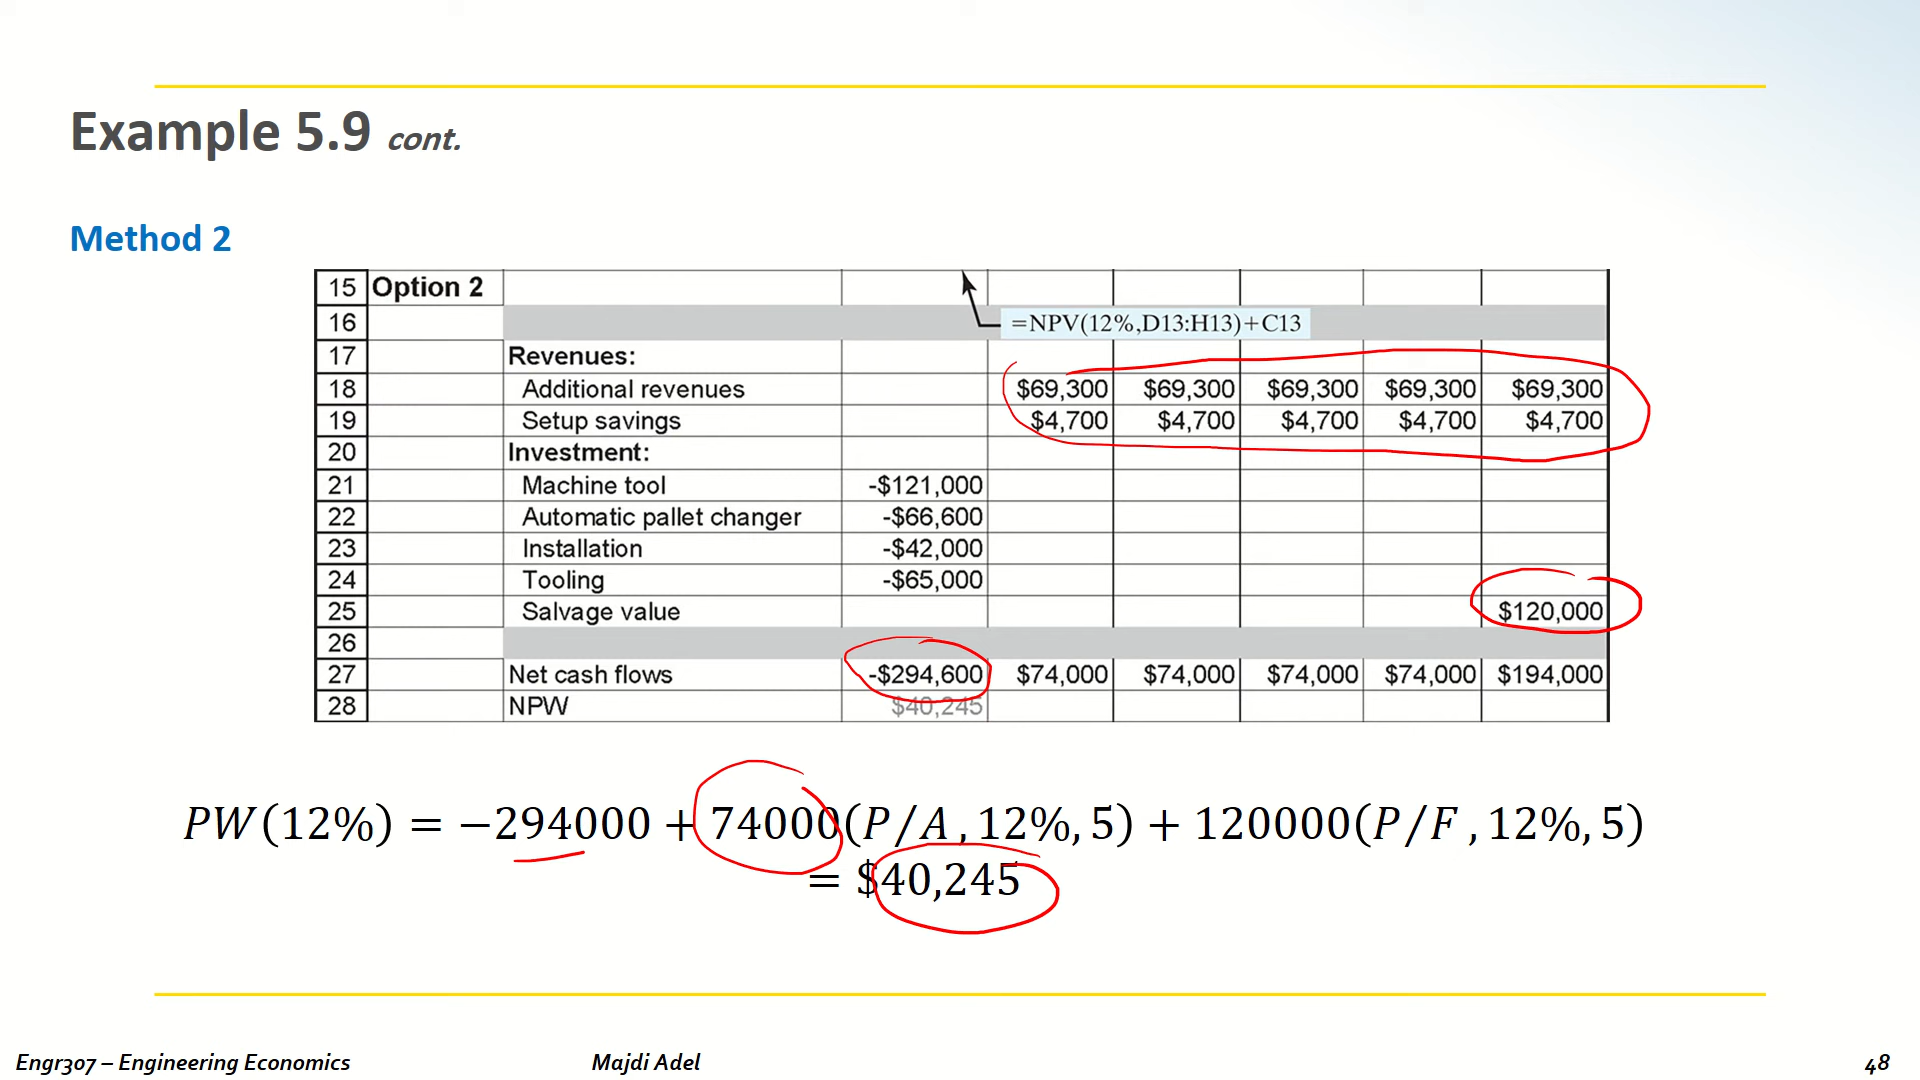 Example 5.9 cont.
Method 2
15 Option 2
16 =NPV(12%,D13:H13)+C13
17 Revenues:
18 Additional revenues $69,300 $69,300 $69,300 $69,300 $69,300
19 Setup savings $4,700 $4,700 $4,700 $4,700 $4,700
20 Investment:
21 Machine tool -$121,000
22 Automatic pallet changer -$66,600
23 Installation -$42,000
24 Tooling -$65,000
25 Salvage value $120,000
26
27 Net cash flows -$294,600 $74,000 $74,000 $74,000 $74,000 $194,000
28 NPW $40,245
PW(12%) = −294000 + 74000(P/A, 12%, 5) + 120000(P/F, 12%, 5)
= $40,245
Engr307 – Engineering Economics Majdi Adel 48